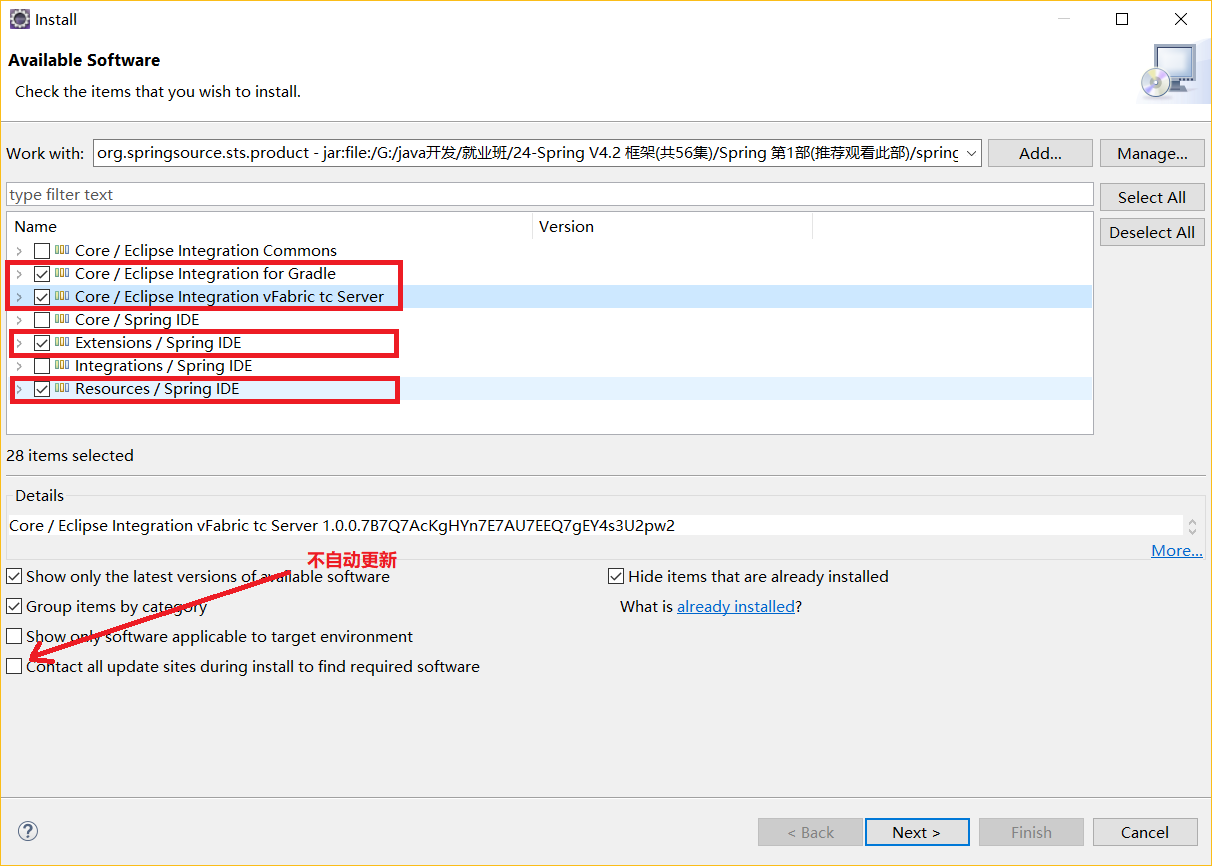 Install
Available Software
Check the items that you wish to install.
Work with: org.springsource.sts.product - jar:file:/G:/java开发/就业班/24-Spring V4.2 框架(共56集)/Spring 第1部(推荐观看此部)/spring Add... Manage...
type filter text Select All
Deselect All
Name Version
Core / Eclipse Integration Commons
Core / Eclipse Integration for Gradle
Core / Eclipse Integration vFabric tc Server
Core / Spring IDE
Extensions / Spring IDE
Integrations / Spring IDE
Resources / Spring IDE
28 items selected
Details
Core / Eclipse Integration vFabric tc Server 1.0.0.7B7Q7AcKgHYn7E7AU7EEQ7gEY4s3U2pw2
More...
不自动更新
Show only the latest versions of available software Hide items that are already installed
Group items by category What is already installed?
Show only software applicable to target environment
Contact all update sites during install to find required software
? < Back Next > Finish Cancel